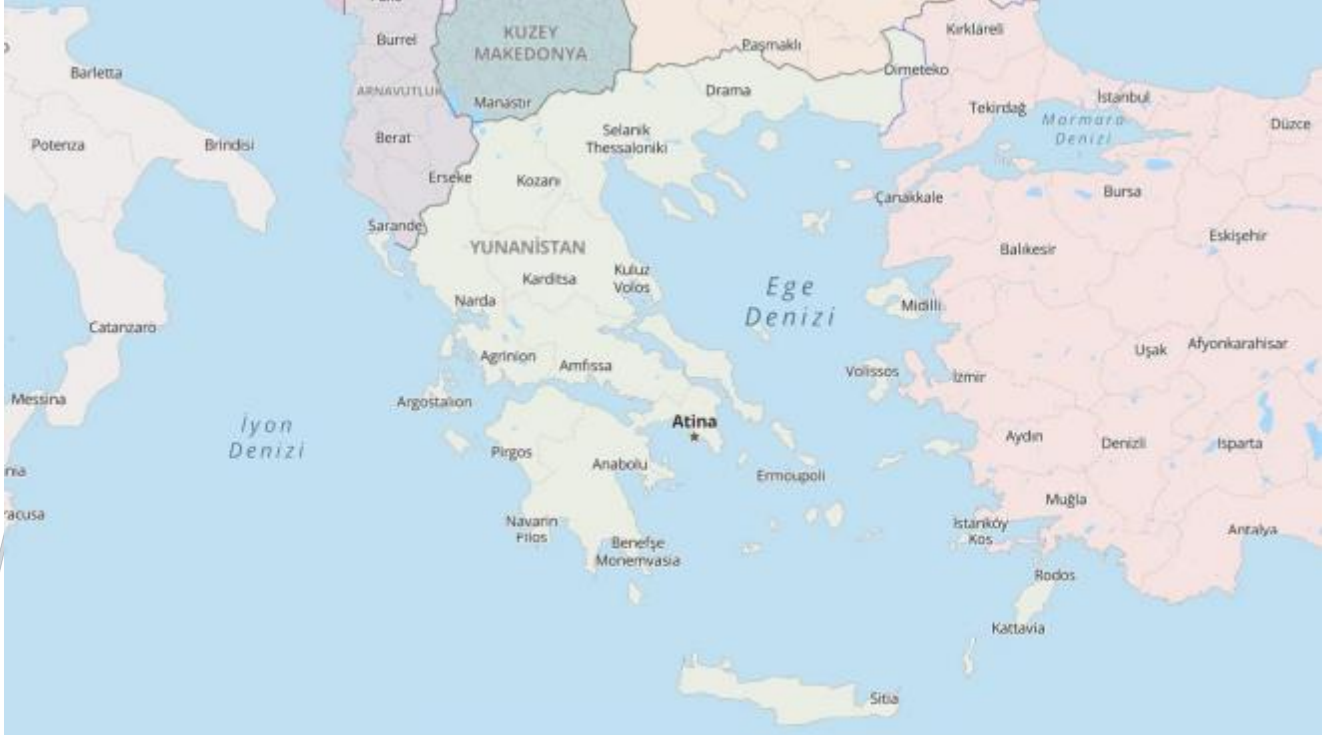 Burrel
KUZEY
MAKEDONYA
Paşmaklı
Kırklareli
Barletta
ARNAVUTLUK
Manastır
Drama
Dimeteko
Tekirdağ
İstanbul
Marmara
Denizi
Düzce
Potenza
Brindisi
Berat
Selanik
Thessaloniki
Erseke
Kozanı
Çanakkale
Bursa
Sarande
YUNANİSTAN
Balıkesir
Eskişehir
Karditsa
Kuluz
Volos
Ege
Denizi
Narda
Midilli
Catanzaro
Agrinion
Amfissa
Volissos
İzmir
Uşak
Afyonkarahisar
Messina
Argostalion
İyon
Denizi
Atina
Pirgos
Anabolu
Ermoupoli
Aydın
Denizli
Isparta
nia
racusa
Navarin
Pilos
Benefşe
Monemvasia
İstanköy
Kos
Muğla
Antalya
Rodos
Kattavia
Sitia